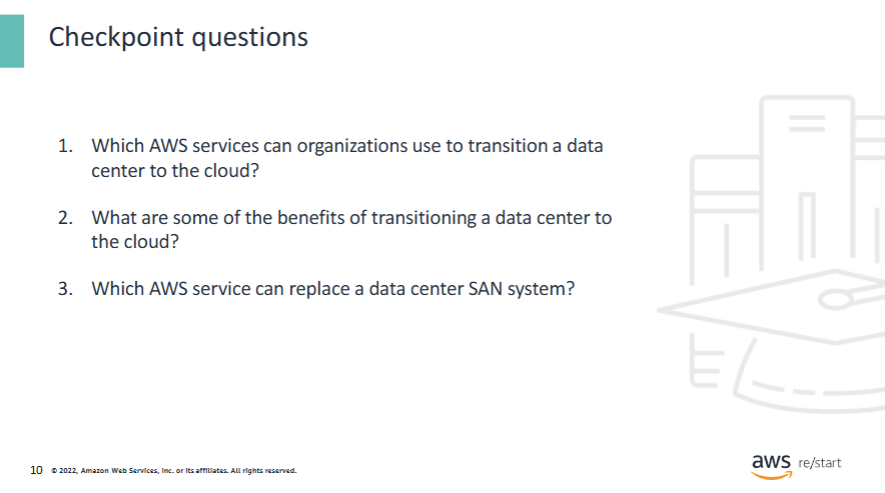 Checkpoint questions
1. Which AWS services can organizations use to transition a data
center to the cloud?
2. What are some of the benefits of transitioning a data center to
the cloud?
3. Which AWS service can replace a data center SAN system?
10 © 2022, Amazon Web Services, Inc. or its affiliates. All rights reserved.
aws re/start